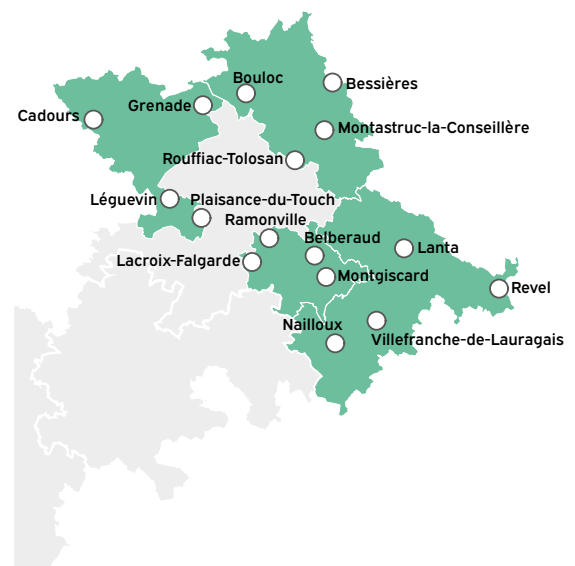 Bouloc
Bessières
Grenade
Cadours
Montastruc-la-Conseillère
Rouffiac-Tolosan
Léguevin
Plaisance-du-Touch
Ramonville
Belberaud
Lanta
Lacroix-Falgarde
Montgiscard
Revel
Nailloux
Villefranche-de-Lauragais